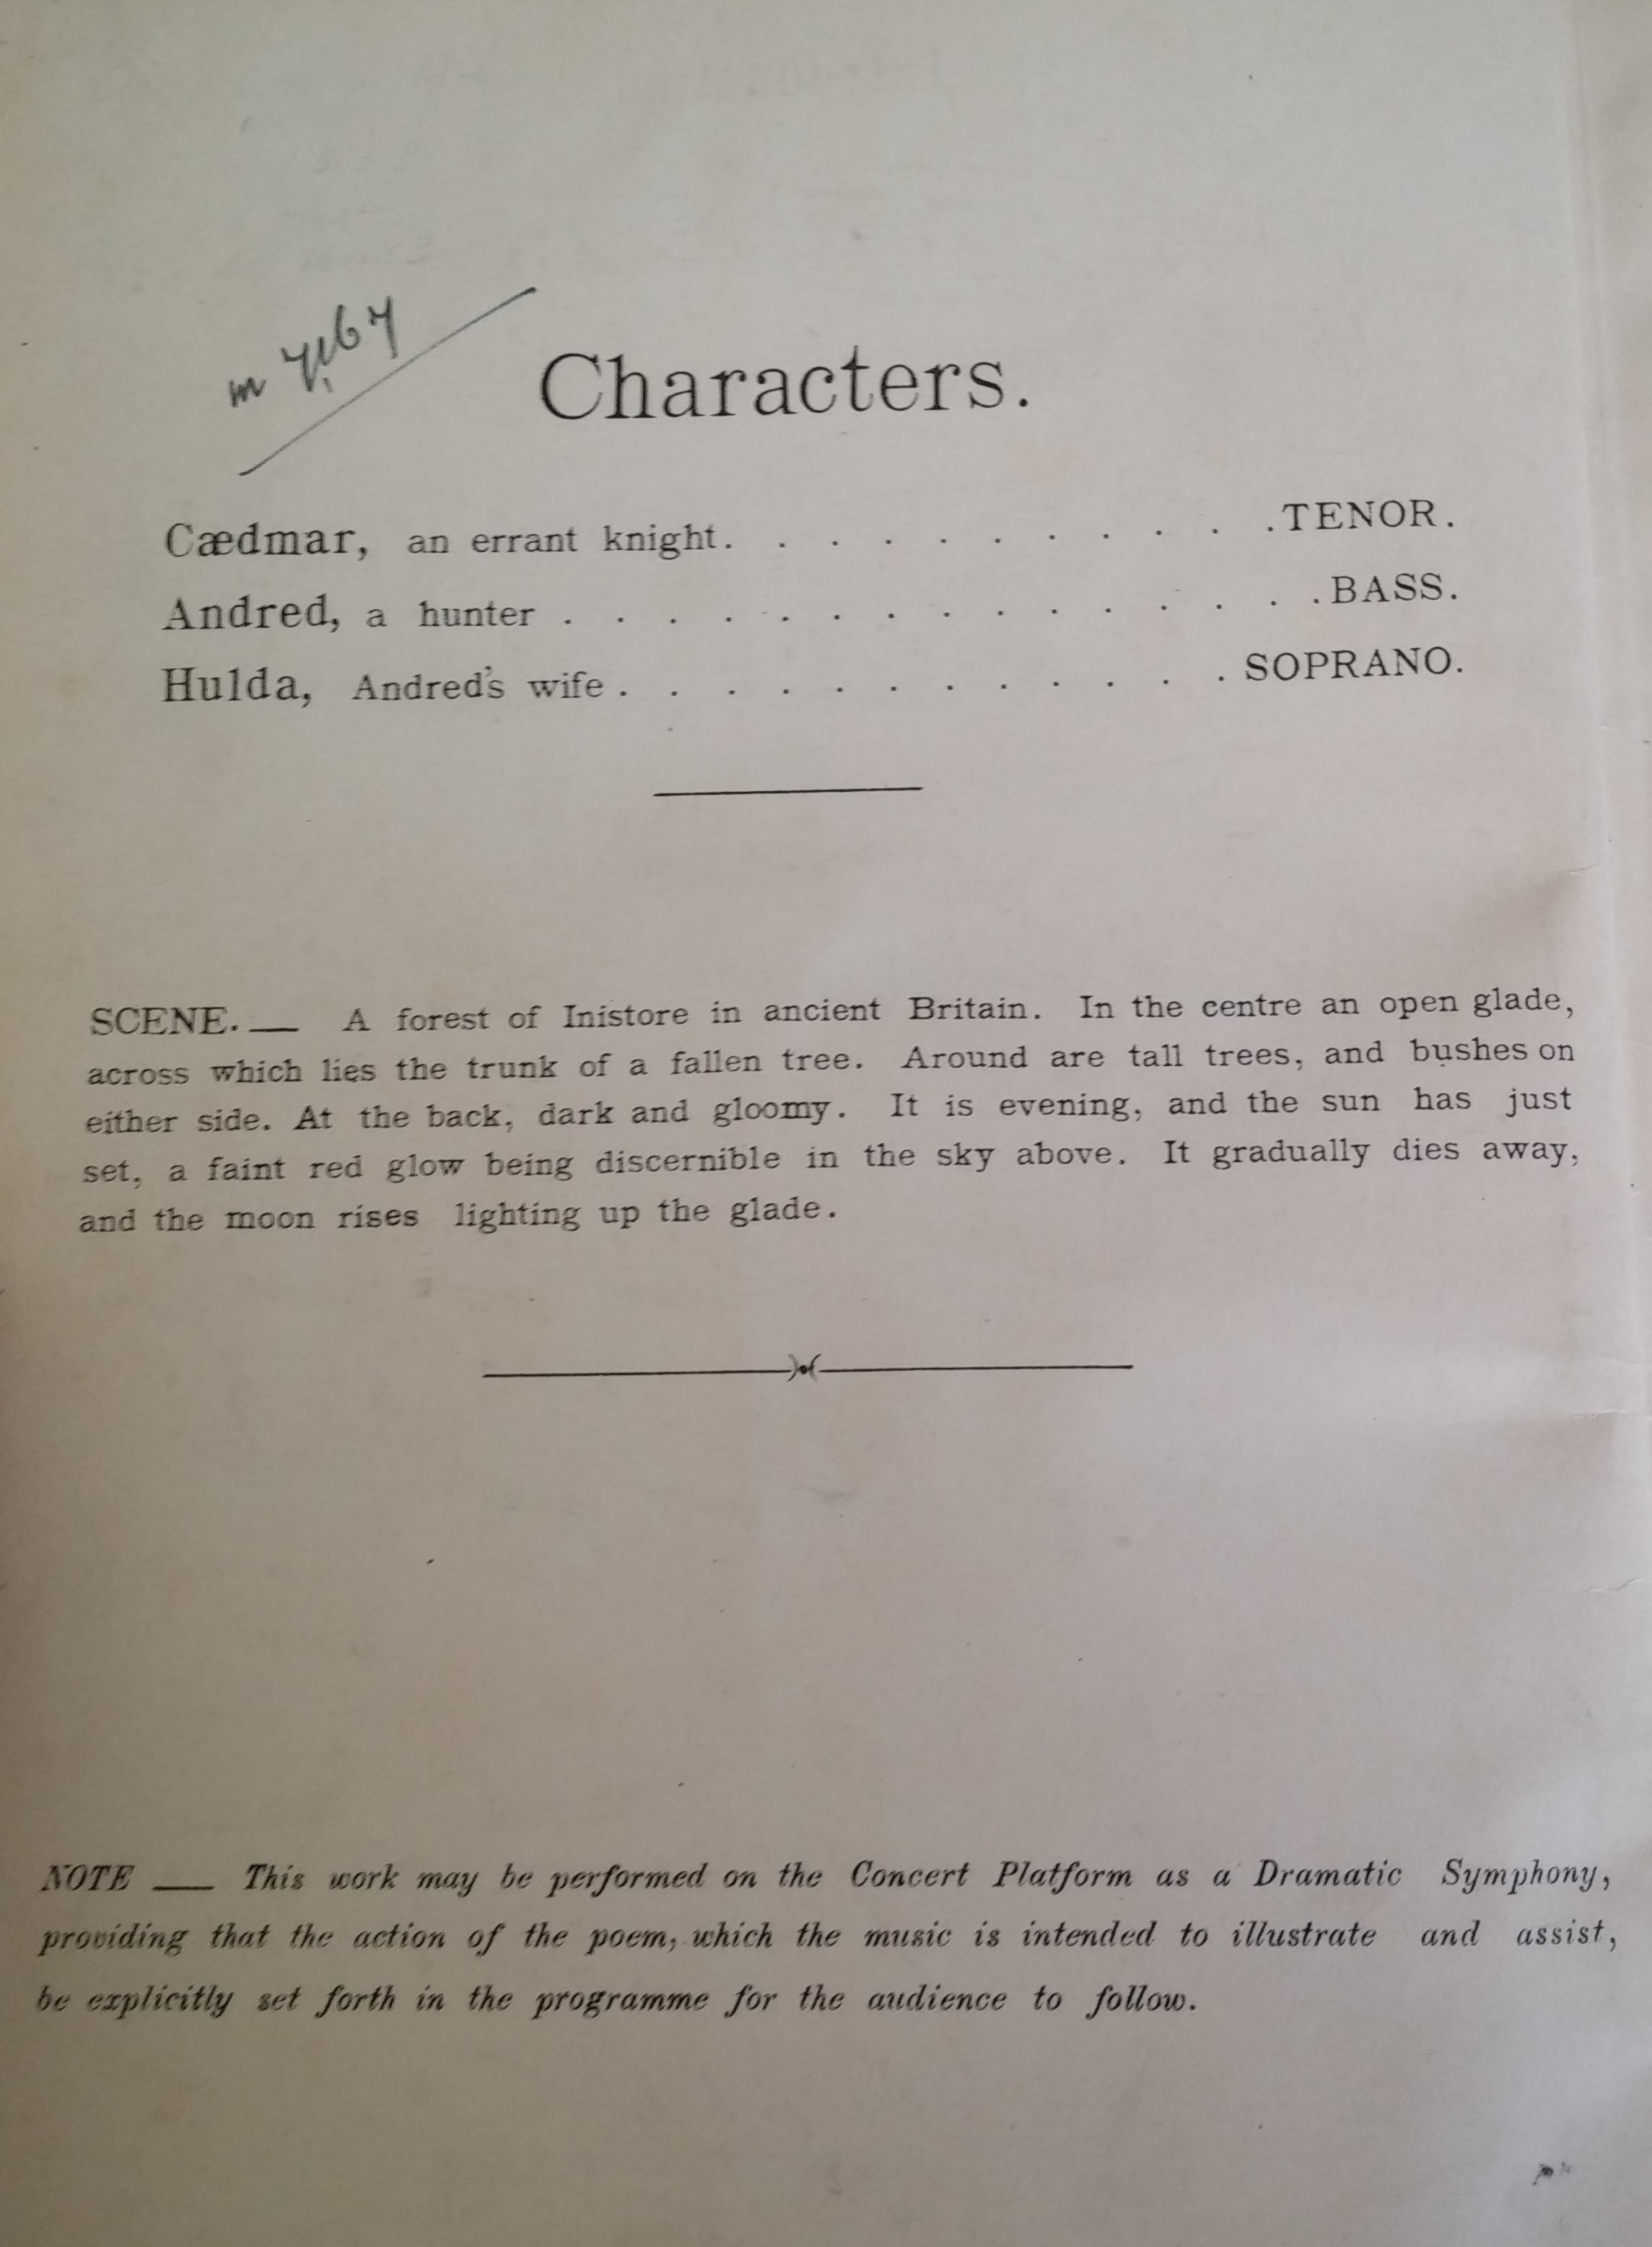 Characters.
Cædmar, an errant knight. . . . . . . . . . . .TENOR.
Andred, a hunter . . . . . . . . . . . . . . .BASS.
Hulda, Andred's wife . . . . . . . . . . . . SOPRANO.
SCENE.— A forest of Inistore in ancient Britain. In the centre an open glade,
across which lies the trunk of a fallen tree. Around are tall trees, and bushes on
either side. At the back, dark and gloomy. It is evening, and the sun has just
set, a faint red glow being discernible in the sky above. It gradually dies away,
and the moon rises lighting up the glade.
NOTE — This work may be performed on the Concert Platform as a Dramatic Symphony,
providing that the action of the poem, which the music is intended to illustrate and assist,
be explicitly set forth in the programme for the audience to follow.